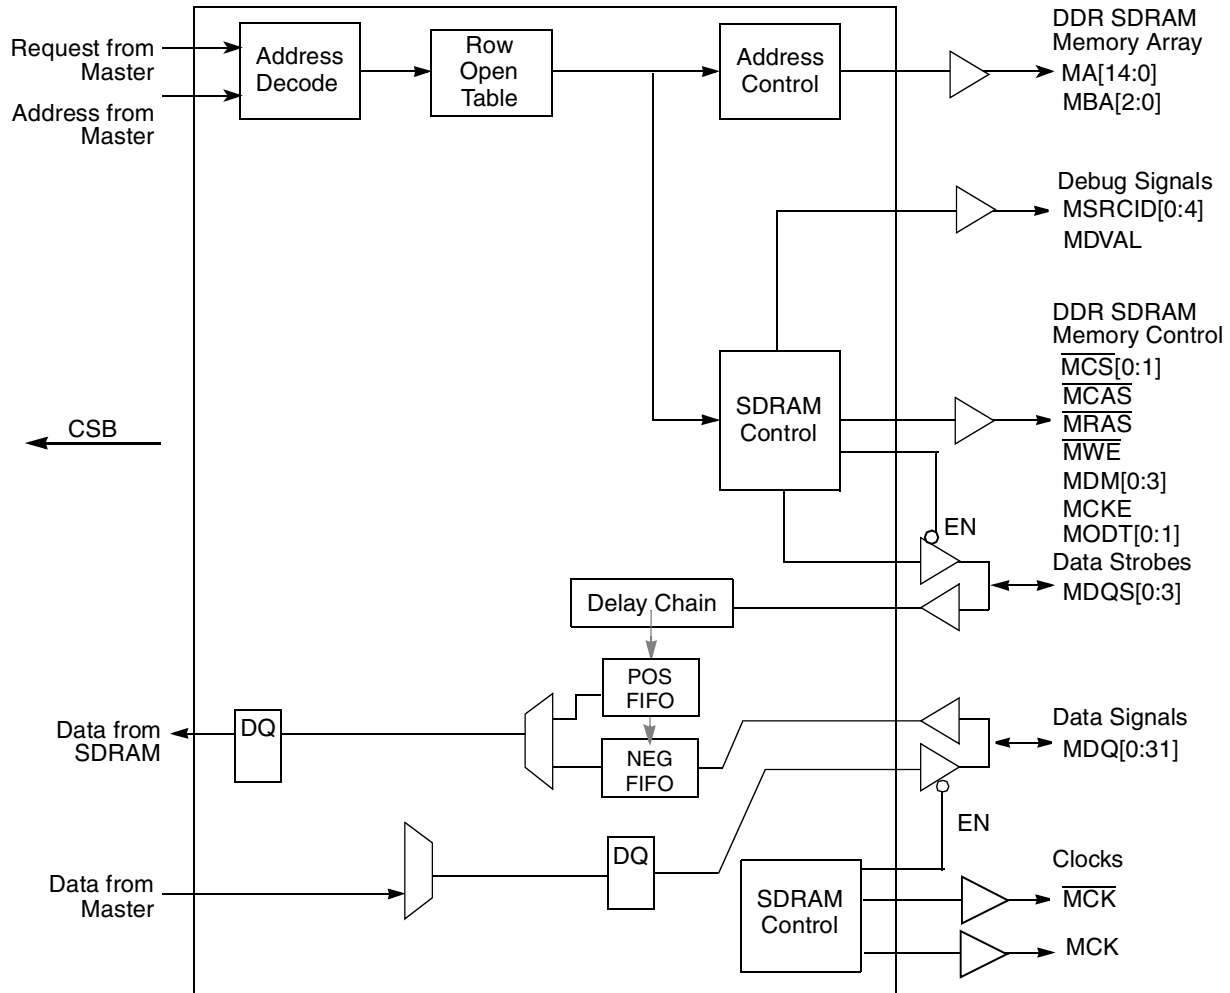 Request from
Master
Address from
Master
Address
Decode
Row
Open
Table
Address
Control
DDR SDRAM
Memory Array
MA[14:0]
MBA[2:0]
Debug Signals
MSRCID[0:4]
MDVAL
CSB
SDRAM
Control
DDR SDRAM
Memory Control
MCS[0:1]
MCAS
MRAS
MWE
MDM[0:3]
MCKE
MODT[0:1]
EN
Data Strobes
MDQS[0:3]
Delay Chain
POS
FIFO
NEG
FIFO
Data from
SDRAM
DQ
Data Signals
MDQ[0:31]
EN
Data from
Master
DQ
SDRAM
Control
Clocks
MCK
MCK